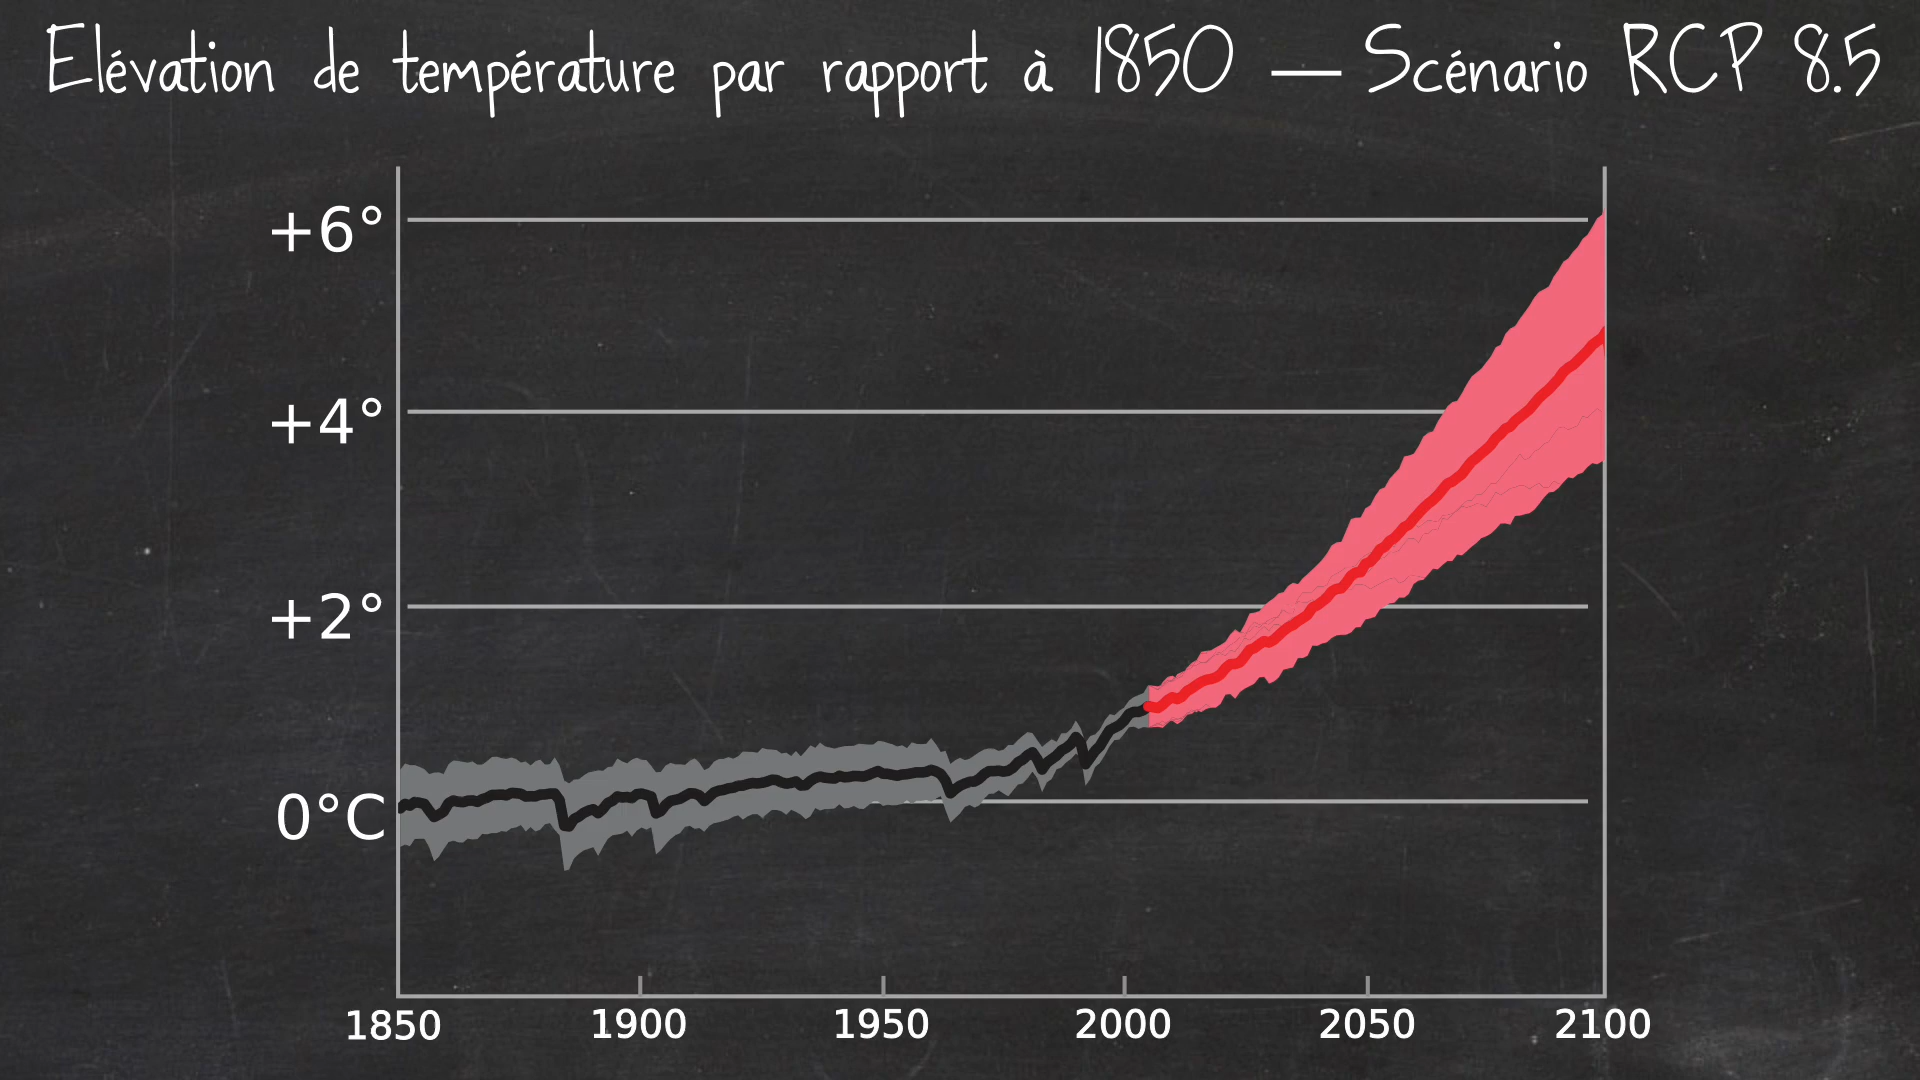 Elévation de température par rapport à 1850 — Scénario RCP 8.5
+6°
+4°
+2°
0°C
1850 1900 1950 2000 2050 2100